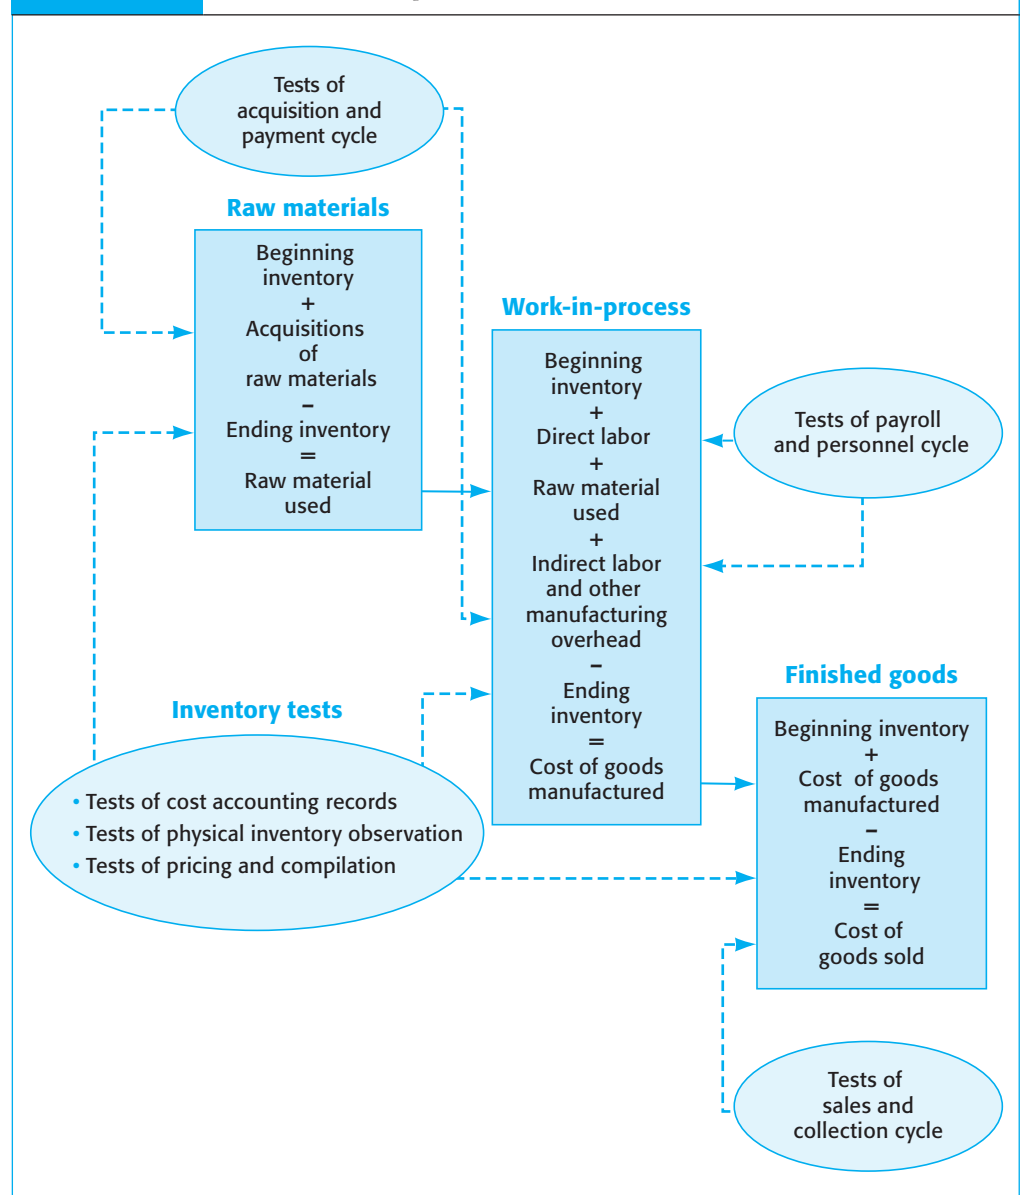 Tests of
acquisition and
payment cycle
Raw materials
Beginning
inventory
+
Acquisitions
of
raw materials
–
Ending inventory
=
Raw material
used
Work-in-process
Beginning
inventory
+
Direct labor
+
Raw material
used
+
Indirect labor
and other
manufacturing
overhead
–
Ending
inventory
=
Cost of goods
manufactured
Tests of payroll
and personnel cycle
Inventory tests
• Tests of cost accounting records
• Tests of physical inventory observation
• Tests of pricing and compilation
Finished goods
Beginning inventory
+
Cost of goods
manufactured
–
Ending
inventory
=
Cost of
goods sold
Tests of
sales and
collection cycle